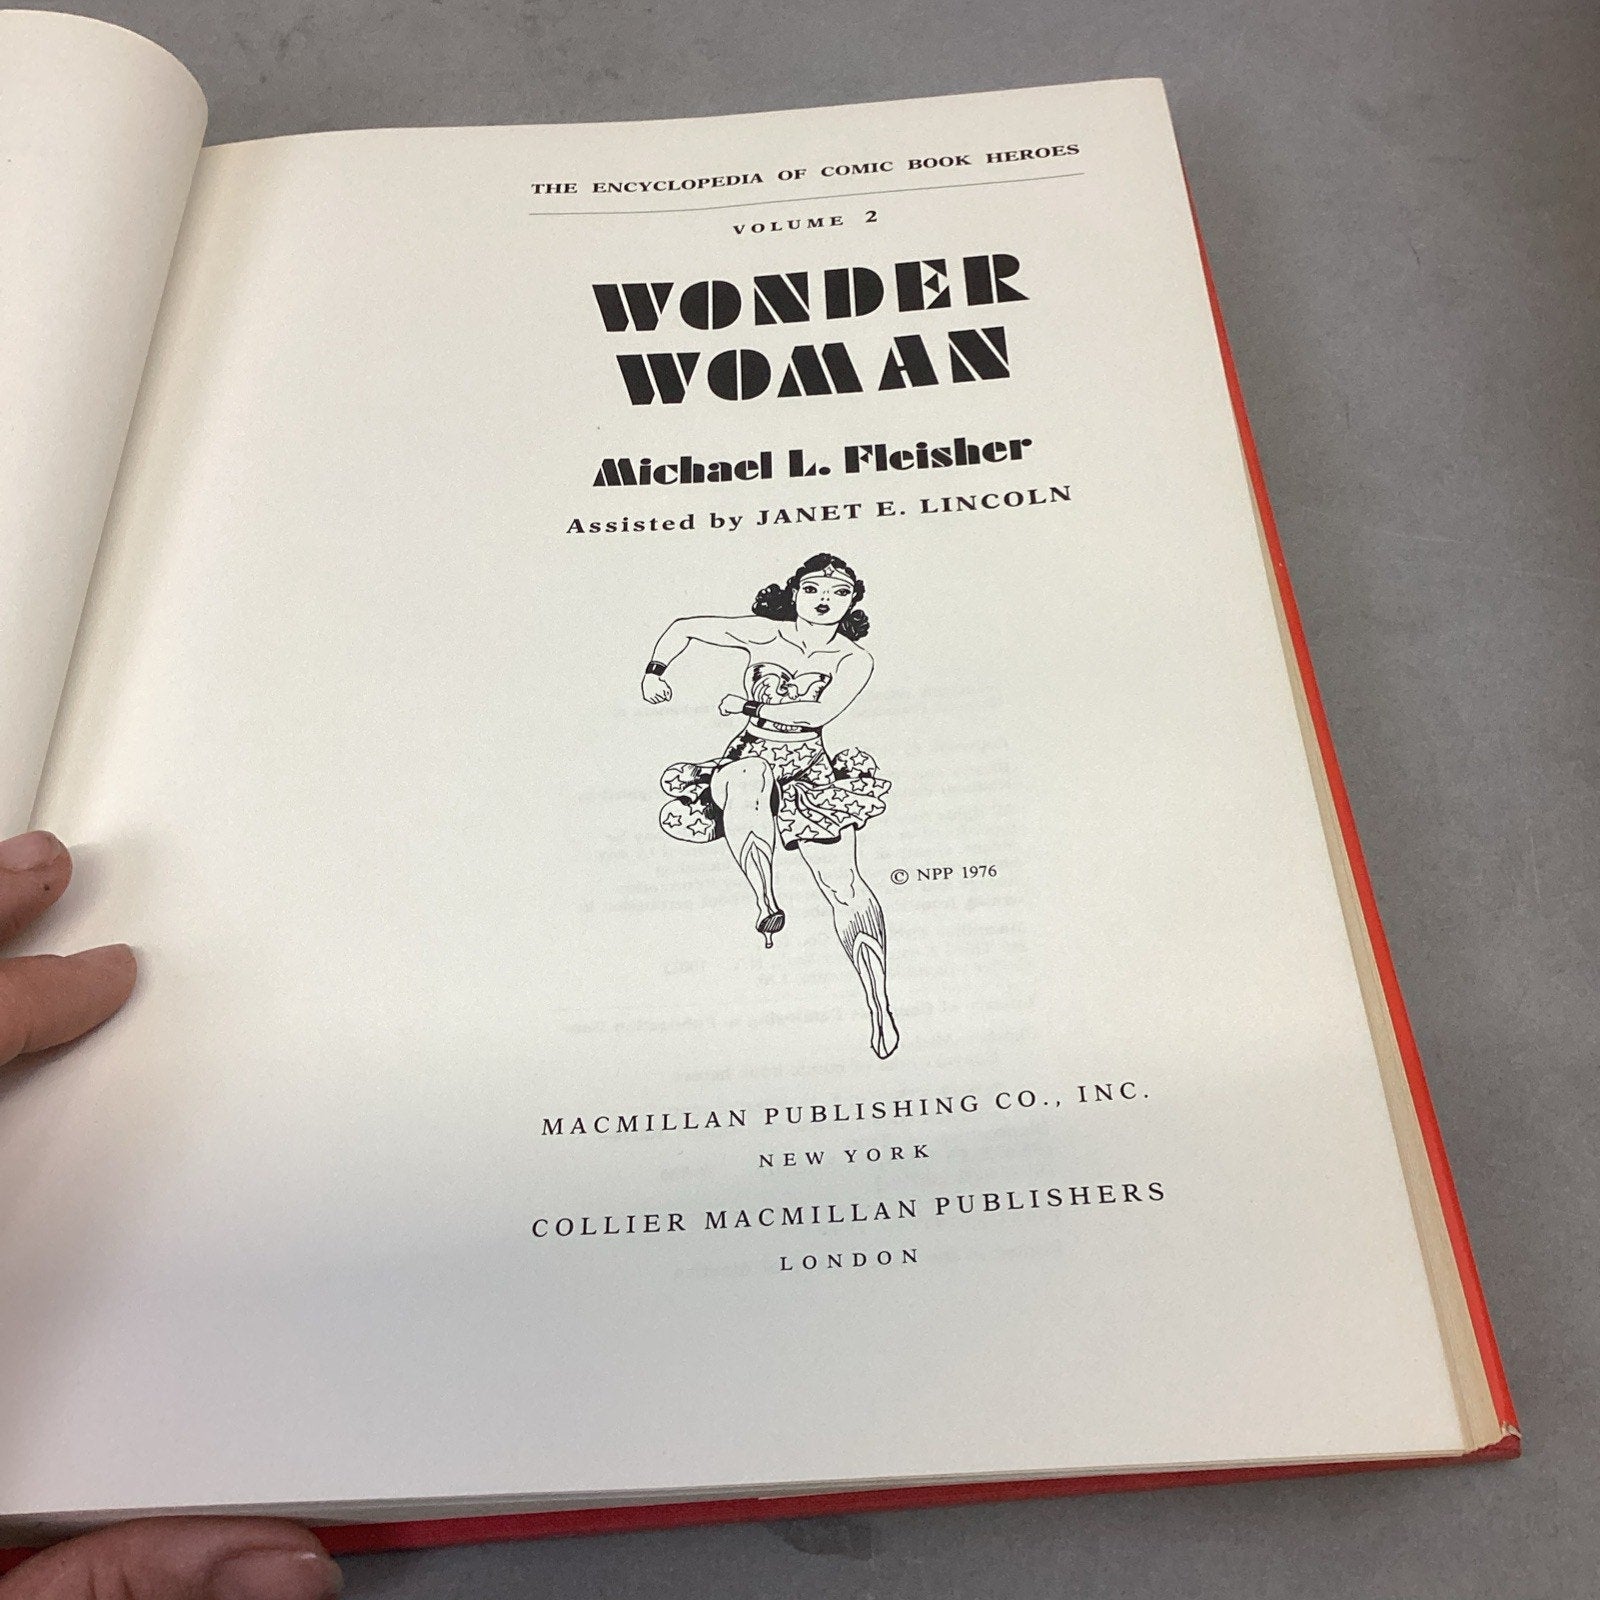 THE ENCYCLOPEDIA OF COMIC BOOK HEROES
VOLUME 2
WONDER
WOMAN
Michael L. Fleisher
Assisted by JANET E. LINCOLN
© NPP 1976
MACMILLAN PUBLISHING CO., INC.
NEW YORK
COLLIER MACMILLAN PUBLISHERS
LONDON